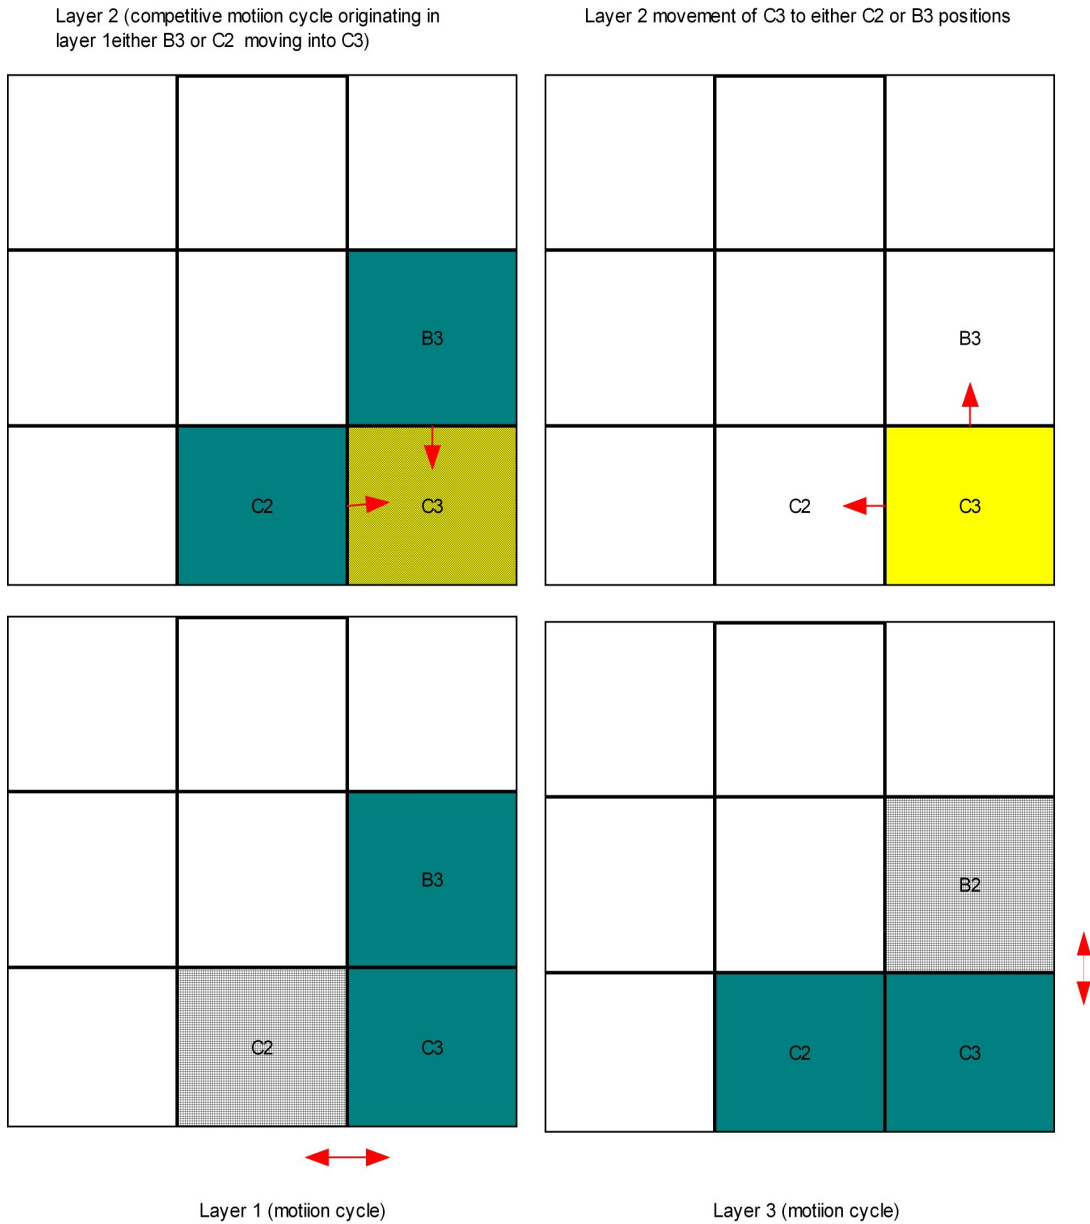 Layer 2 (competitive motiion cycle originating in
layer 1either B3 or C2  moving into C3)
Layer 2 movement of C3 to either C2 or B3 positions
B3
C2
C3
B3
C2
C3
B3
C2
C3
B2
C2
C3
Layer 1 (motiion cycle)
Layer 3 (motiion cycle)